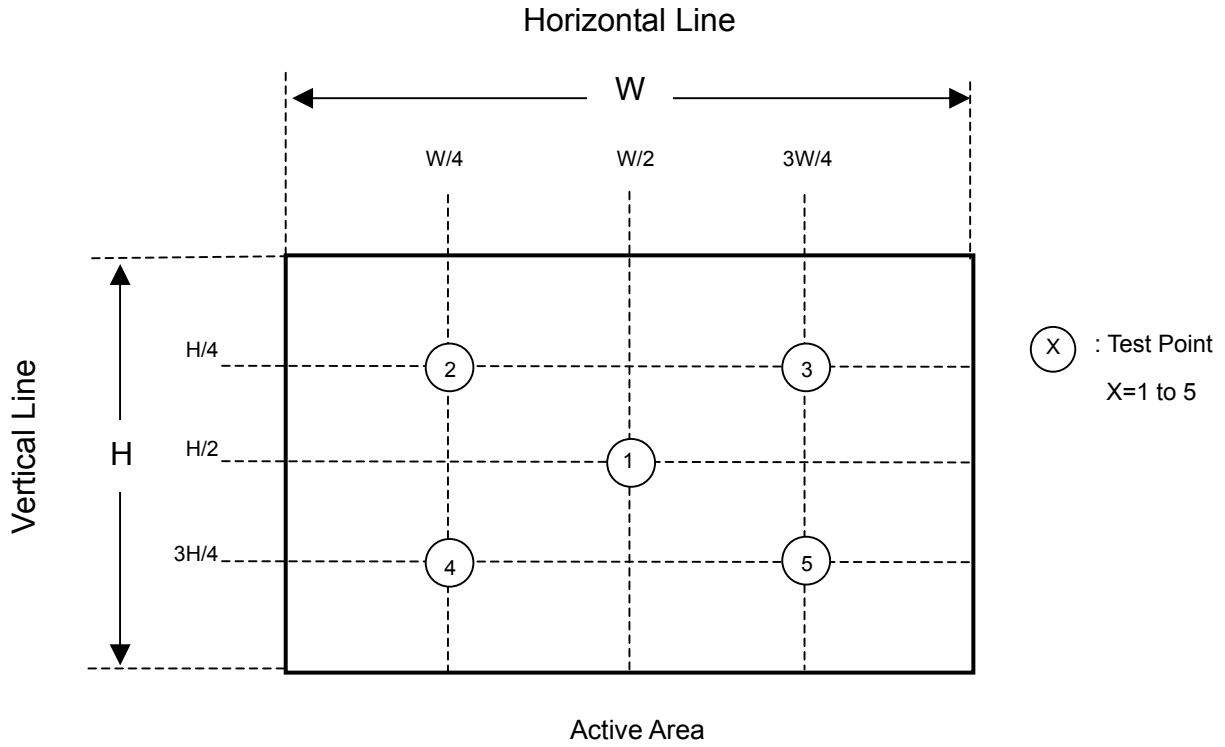 Horizontal Line
W
W/4 W/2 3W/4
H/4
2 3
X : Test Point
X=1 to 5
Vertical Line
H
H/2
1
3H/4
4 5
Active Area